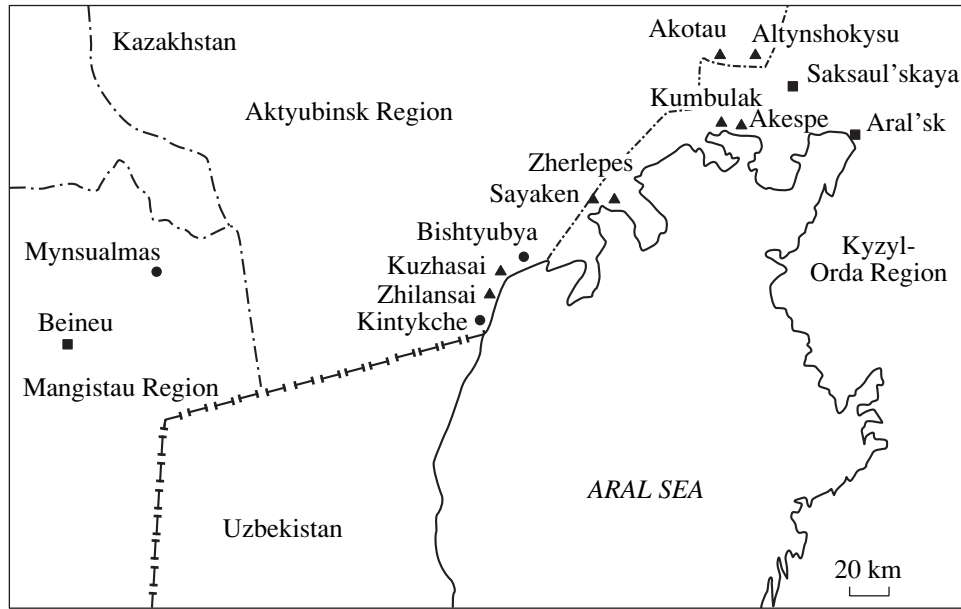 Kazakhstan
Akotau
Altynshokysu
Saksaul'skaya
Aktyubinsk Region
Kumbulak
Akespe
Aral'sk
Zherlepes
Sayaken
Bishtyubya
Mynsualmas
Kuzhasai
Kyzyl-
Orda Region
Zhilansai
Beineu
Kintykche
Mangistau Region
ARAL SEA
Uzbekistan
20 km